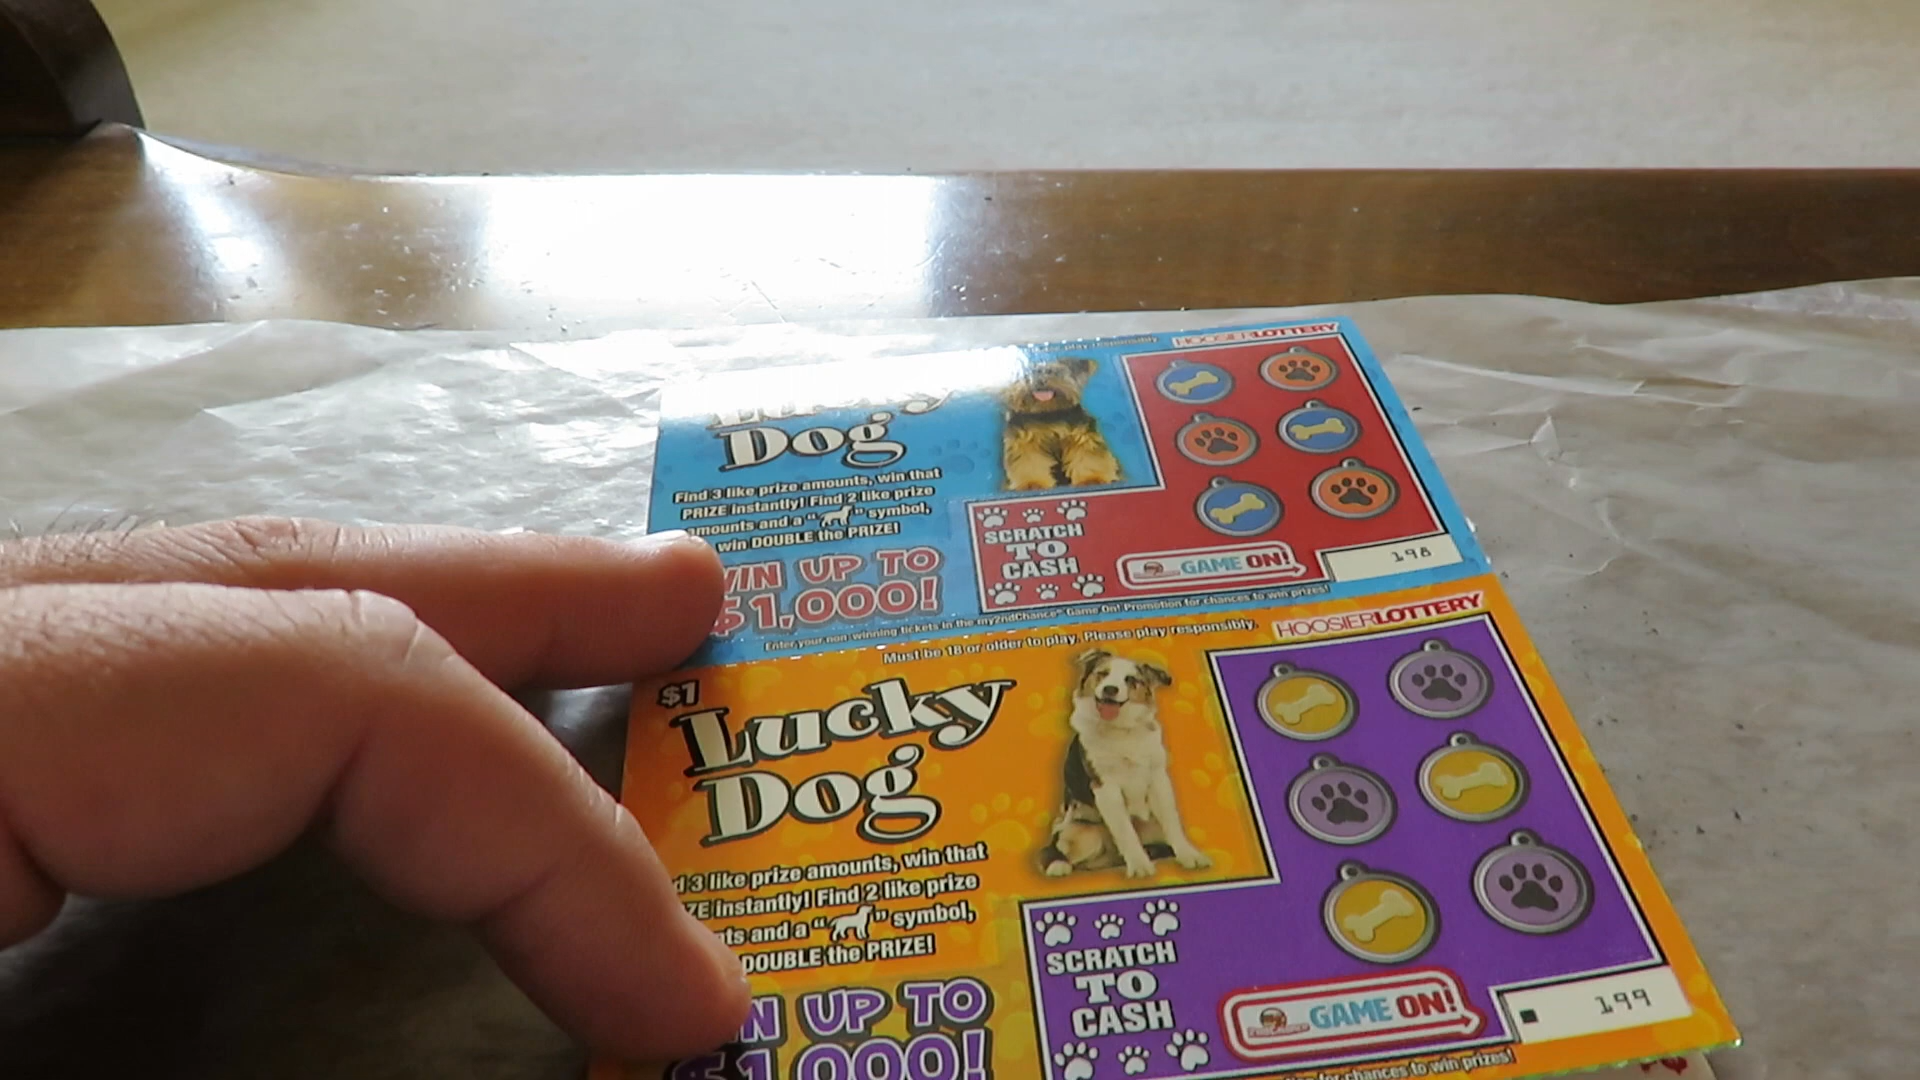 play responsibly
HOOSIERLOTTERY
Dog
Find 3 like prize amounts, win that
PRIZE instantly! Find 2 like prize
amounts and a " " symbol,
win DOUBLE the PRIZE!
WIN UP TO
$1,000!
SCRATCH
TO
CASH
GAME ON!
198
Enter your non-winning tickets in the my2ndChance® Game On! Promotion for chances to win prizes!
Must be 18 or older to play. Please play responsibly.
HOOSIERLOTTERY
$1
Lucky
Dog
3 like prize amounts, win that
instantly! Find 2 like prize
and a " " symbol,
DOUBLE the PRIZE!
UP TO
1,000!
SCRATCH
TO
CASH
GAME ON!
199
for chances to win prizes!